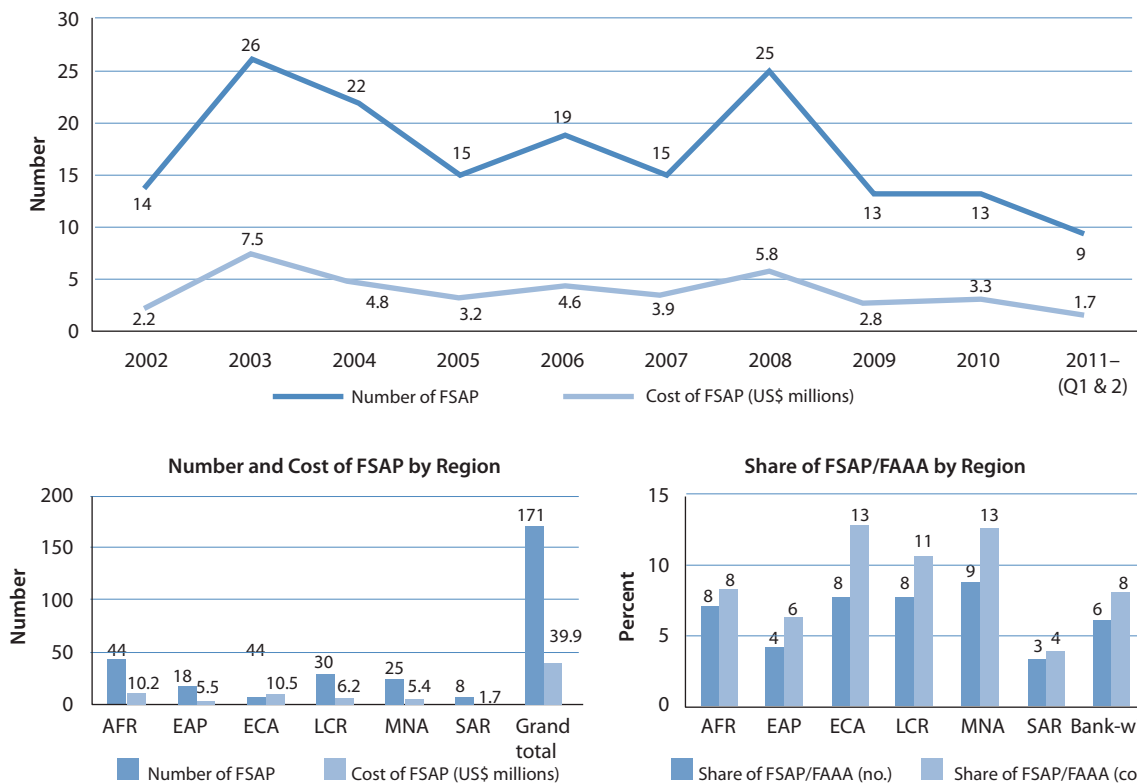 30
25
20
15
10
5
0
Number
26
22
25
19
15
15
14
13
13
9
7.5
5.8
4.8
3.2
4.6
3.9
3.3
2.8
2.2
1.7
2002 2003 2004 2005 2006 2007 2008 2009 2010 2011–
(Q1 & 2)
Number of FSAP Cost of FSAP (US$ millions)
Number and Cost of FSAP by Region
200
150
100
50
0
Number
171
44 44
39.9
30
25
18
10.2 5.5 10.5 6.2 5.4 8 1.7
AFR EAP ECA LCR MNA SAR Grand
total
Number of FSAP Cost of FSAP (US$ millions)
Share of FSAP/FAAA by Region
15
10
5
0
Percent
13 13
11
8 8 8 8 9 8
4 6 6
3 4
AFR EAP ECA LCR MNA SAR Bank-w
Share of FSAP/FAAA (no.) Share of FSAP/FAAA (co